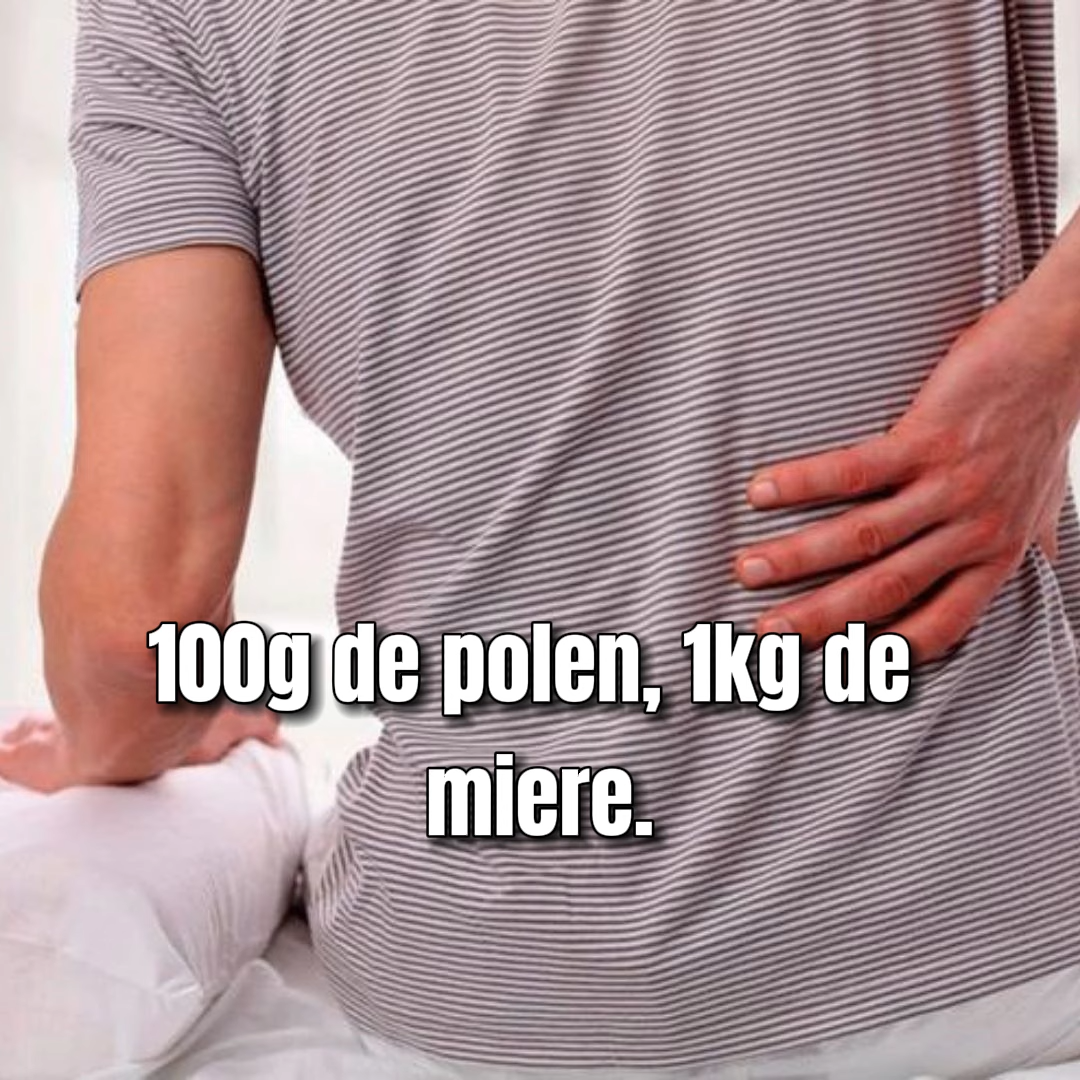 100g de polen, 1kg de
miere.